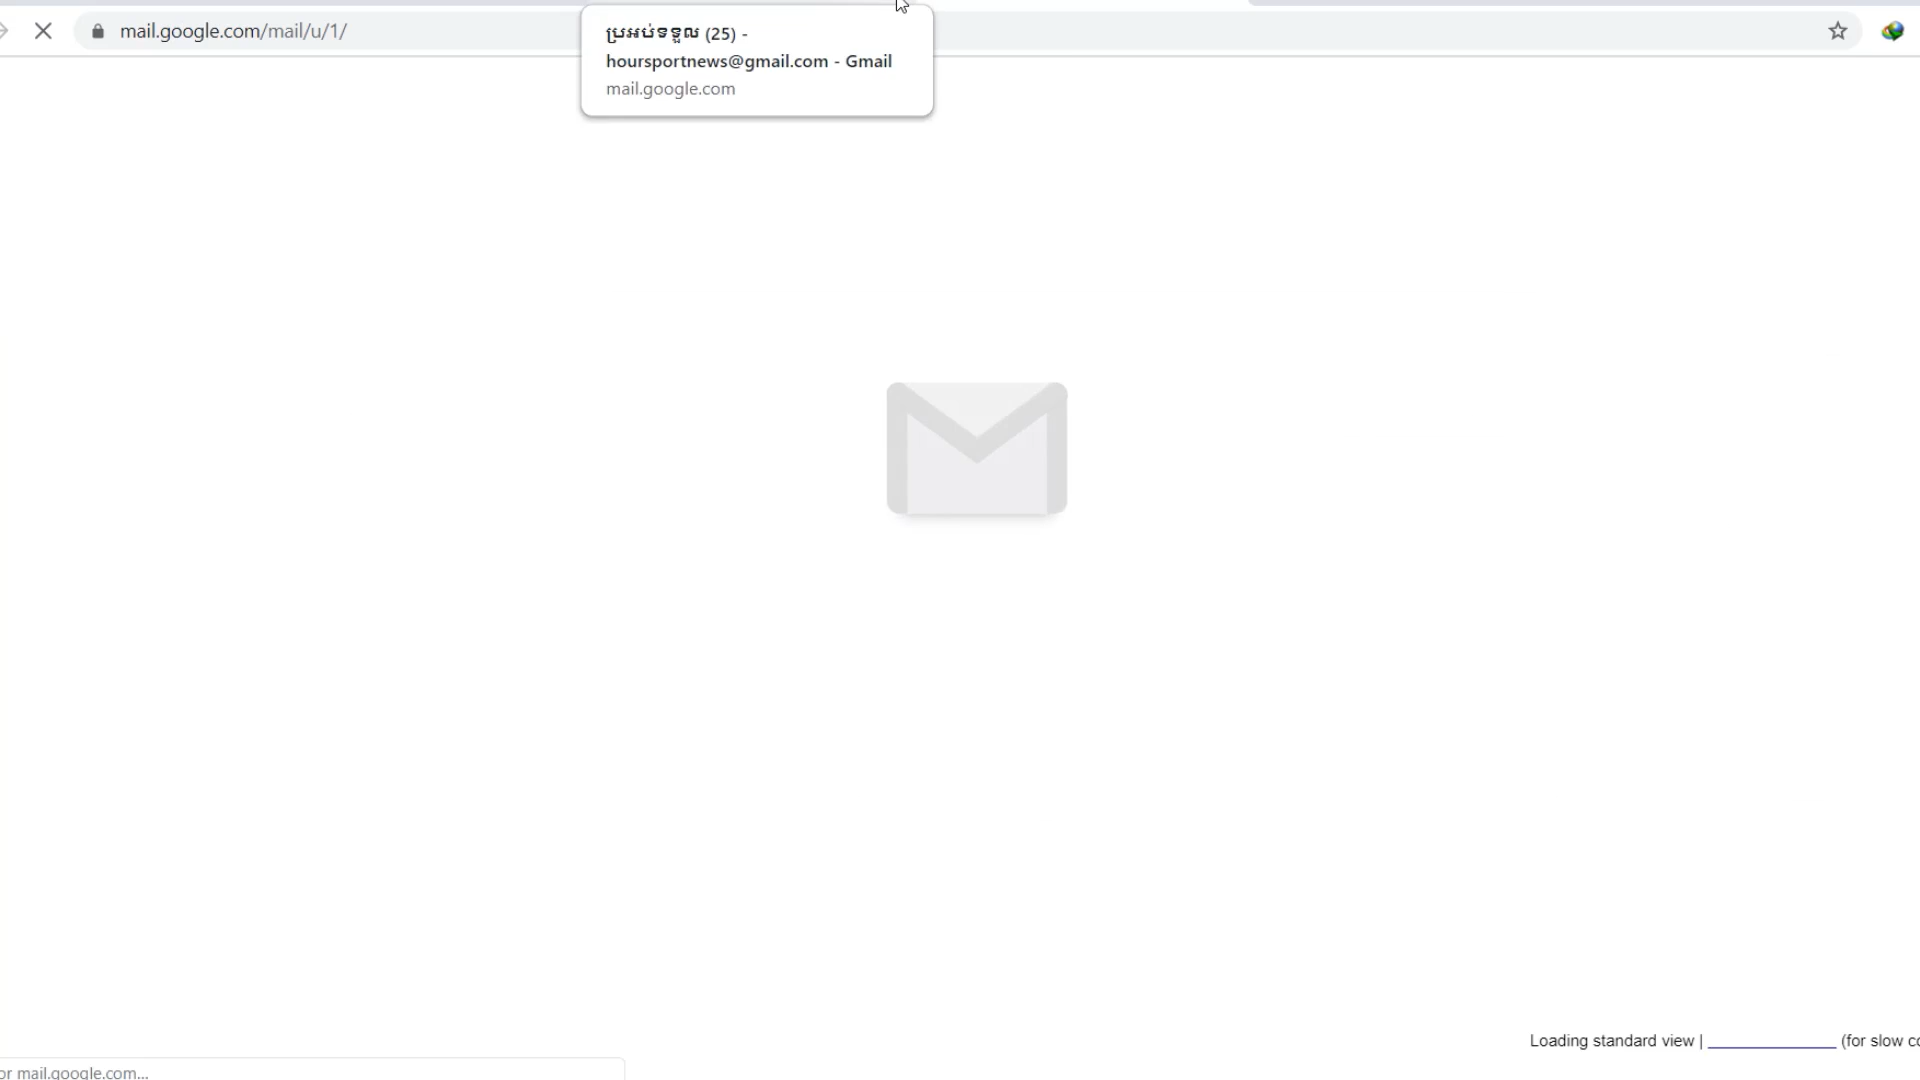 mail.google.com/mail/u/1/
ប្រអប់ទទួល (25) -
hoursportnews@gmail.com - Gmail
mail.google.com
Loading standard view | (for slow
or mail.google.com...